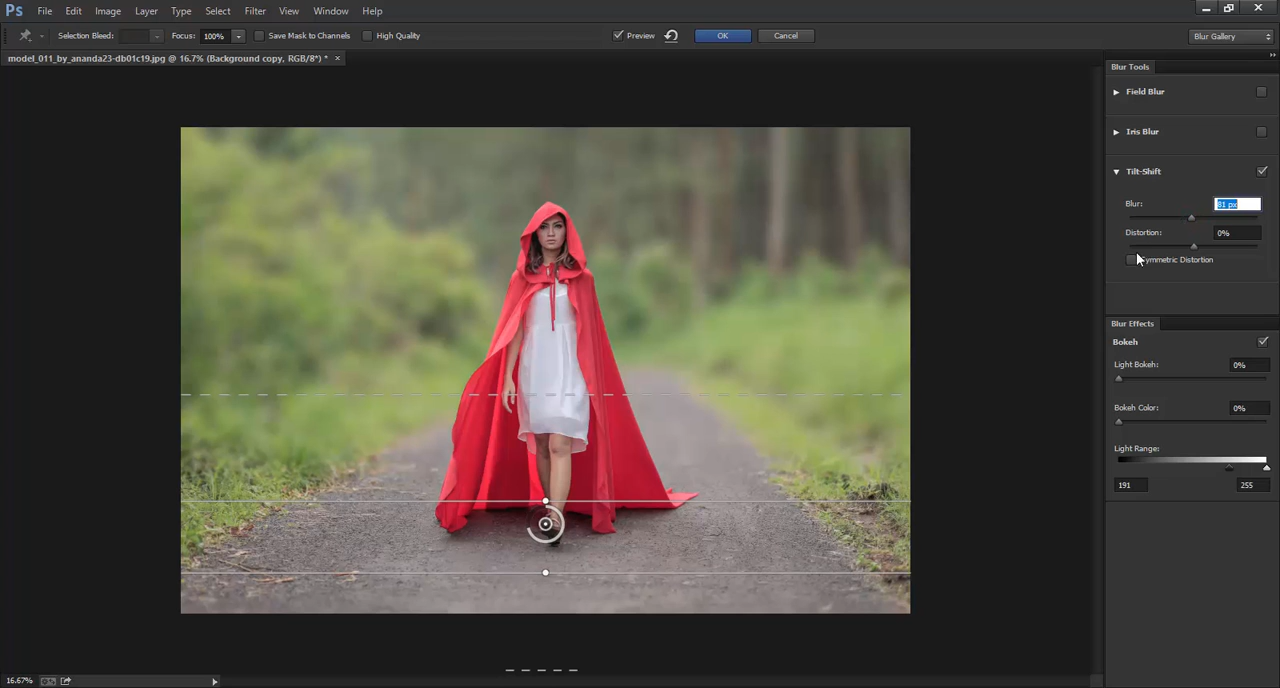 Ps File Edit Image Layer Type Select Filter View Window Help
Selection Bleed: Focus: 100% Save Mask to Channels High Quality Preview OK Cancel Blur Gallery
model_011_by_ananda23-db01c19.jpg @ 16.7% (Background copy, RGB/8*) * ×
Blur Tools
Field Blur
Iris Blur
Tilt-Shift
Blur: 81 px
Distortion: 0%
Symmetric Distortion
Blur Effects
Bokeh
Light Bokeh: 0%
Bokeh Color: 0%
Light Range:
191 255
16.67%